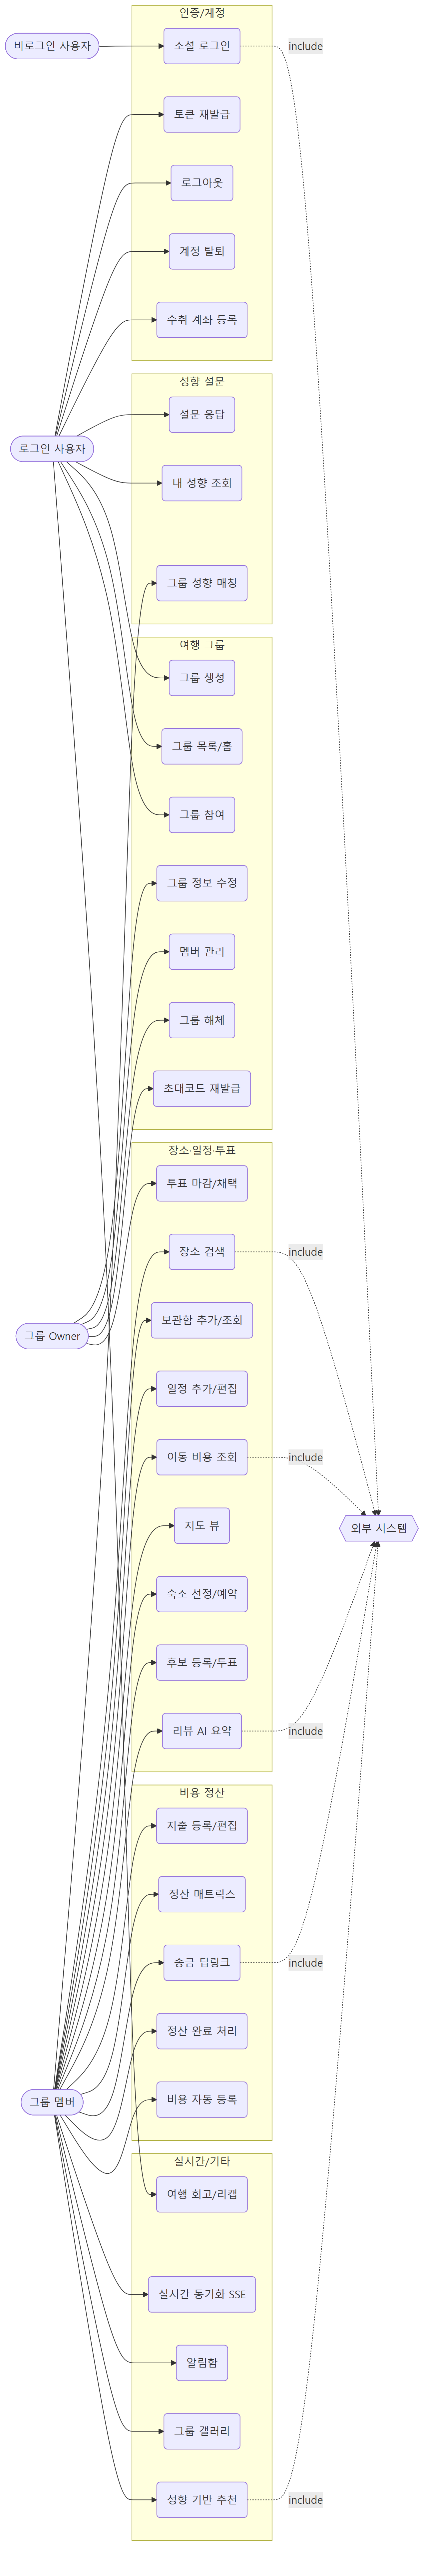 인증/계정
비로그인 사용자
소셜 로그인
include
토큰 재발급
로그아웃
계정 탈퇴
수취 계좌 등록
성향 설문
설문 응답
로그인 사용자
내 성향 조회
그룹 성향 매칭
여행 그룹
그룹 생성
그룹 목록/홈
그룹 참여
그룹 정보 수정
멤버 관리
그룹 해체
초대코드 재발급
장소·일정·투표
투표 마감/채택
장소 검색
include
보관함 추가/조회
그룹 Owner
일정 추가/편집
이동 비용 조회
include
지도 뷰
외부 시스템
숙소 선정/예약
후보 등록/투표
리뷰 AI 요약
include
비용 정산
지출 등록/편집
정산 매트릭스
송금 딥링크
include
정산 완료 처리
그룹 멤버
비용 자동 등록
실시간/기타
여행 회고/리캡
실시간 동기화 SSE
알림함
그룹 갤러리
성향 기반 추천
include